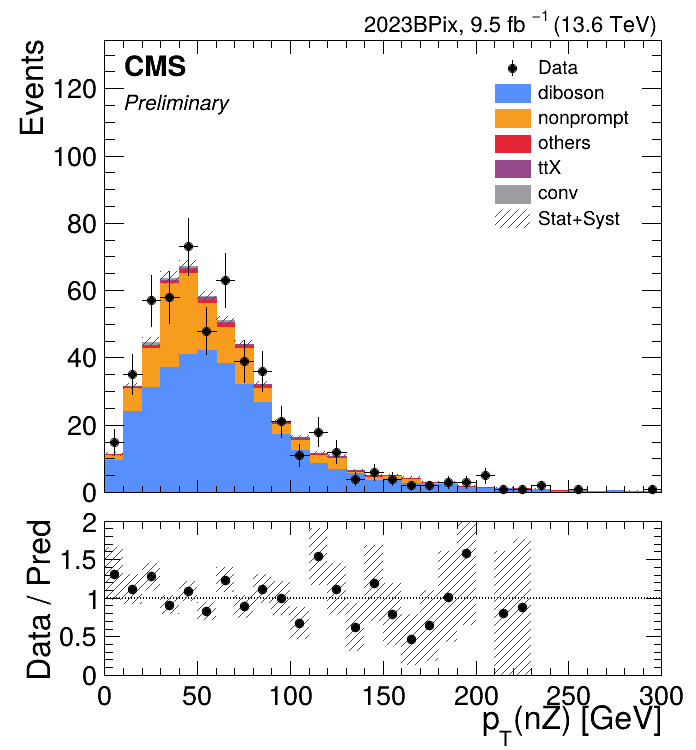 2023BPix, 9.5 fb⁻¹ (13.6 TeV)
CMS
Preliminary
Events
Data
diboson
nonprompt
others
ttX
conv
Stat+Syst
120
100
80
60
40
20
0
Data / Pred
2
1.5
1
0.5
0
0 50 100 150 200 250 300
p_T(nZ) [GeV]